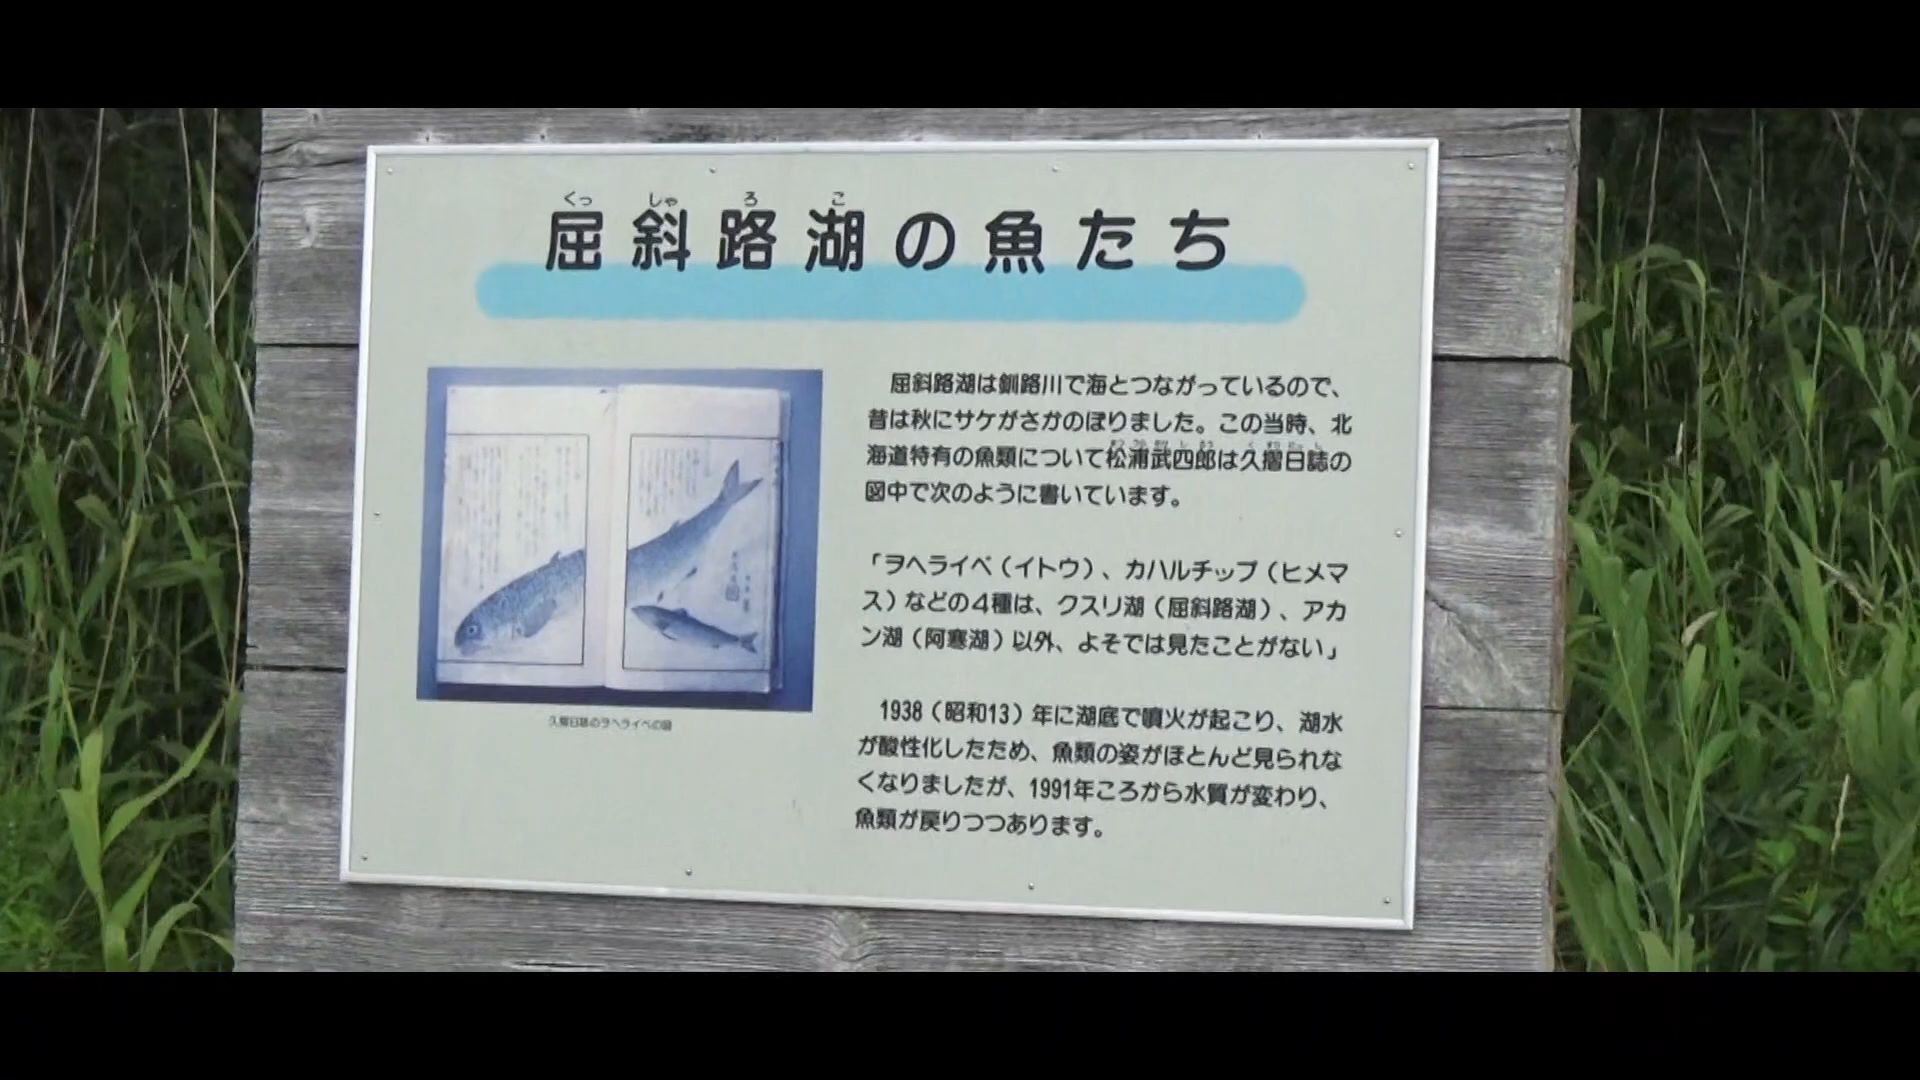 くっ しゃ ろ こ
屈斜路湖の魚たち
屈斜路湖は釧路川で海とつながっているので、
昔は秋にサケがさかのぼりました。この当時、北
海道特有の魚類について松浦武四郎は久摺日誌の
図中で次のように書いています。
「ヲヘライベ（イトウ）、カハルチップ（ヒメマ
ス）などの4種は、クスリ湖（屈斜路湖）、アカ
ン湖（阿寒湖）以外、よそでは見たことがない」
1938（昭和13）年に湖底で噴火が起こり、湖水
が酸性化したため、魚類の姿がほとんど見られな
くなりましたが、1991年ころから水質が変わり、
魚類が戻りつつあります。
久摺日誌のヲヘライベの図